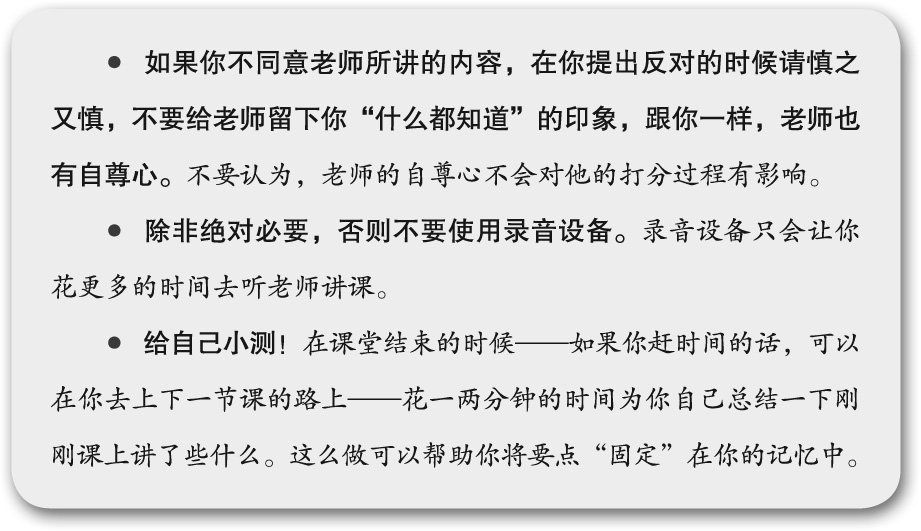 ● 如果你不同意老师所讲的内容，在你提出反对的时候请慎之
又慎，不要给老师留下你“什么都知道”的印象，跟你一样，老师也
有自尊心。不要认为，老师的自尊心不会对他的打分过程有影响。
● 除非绝对必要，否则不要使用录音设备。录音设备只会让你
花更多的时间去听老师讲课。
● 给自己小测！在课堂结束的时候——如果你赶时间的话，可以
在你去上下一节课的路上——花一两分钟的时间为你自己总结一下刚
刚课上讲了些什么。这么做可以帮助你将要点“固定”在你的记忆中。